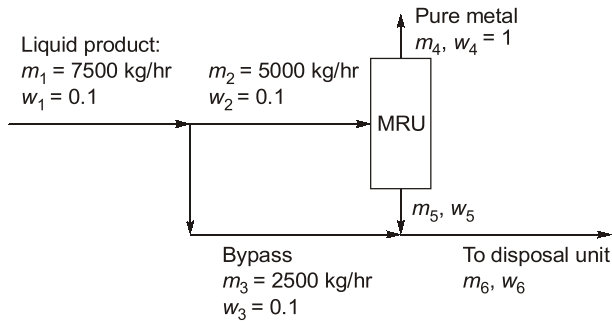 Liquid product:
m₁ = 7500 kg/hr
w₁ = 0.1
m₂ = 5000 kg/hr
w₂ = 0.1
Pure metal
m₄, w₄ = 1
MRU
m₅, w₅
Bypass
m₃ = 2500 kg/hr
w₃ = 0.1
To disposal unit
m₆, w₆